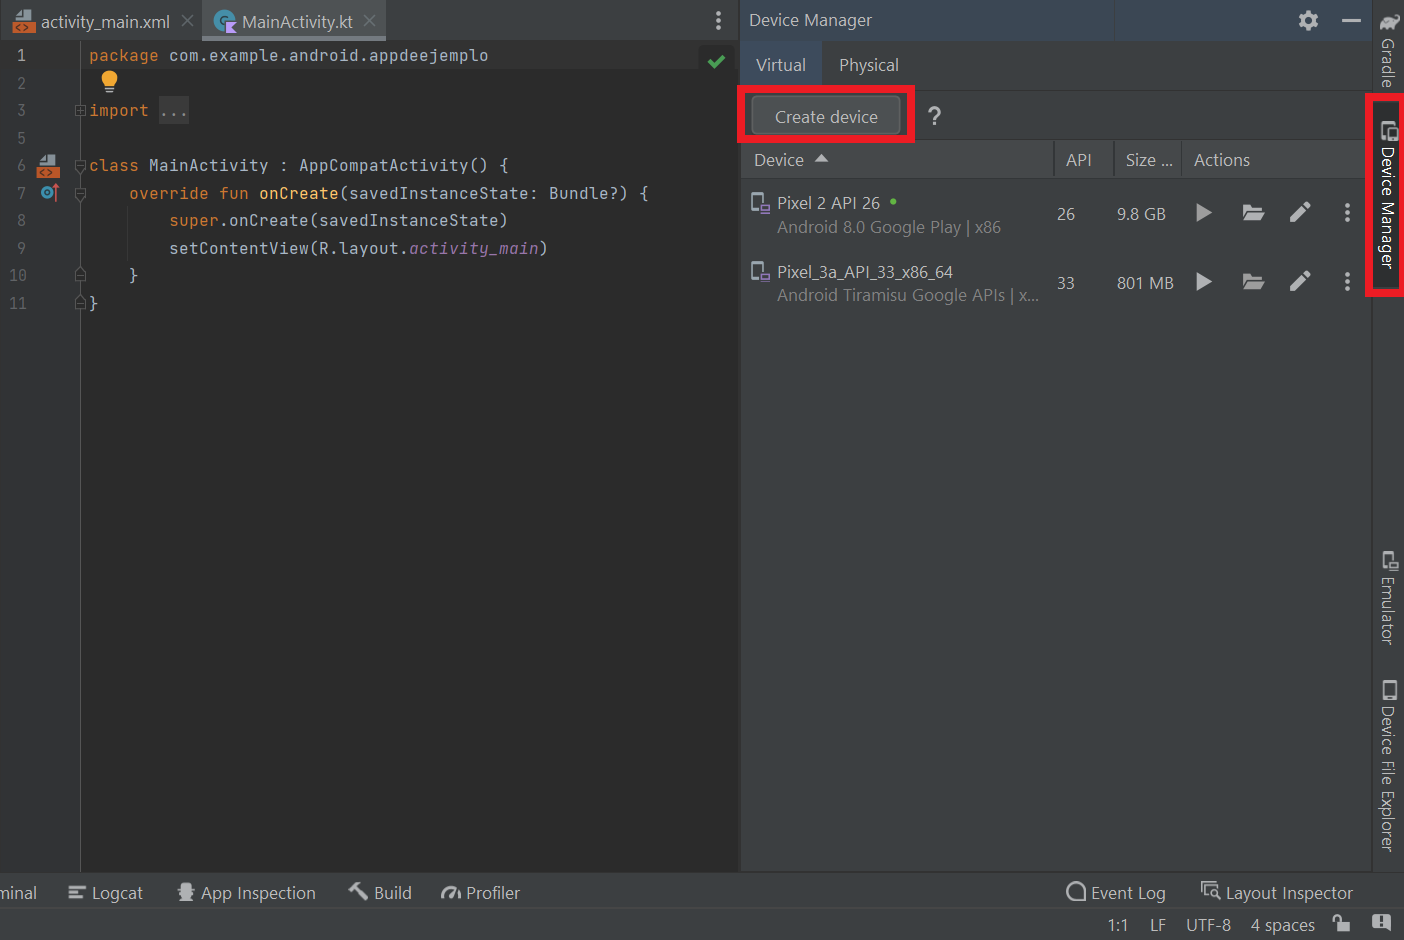 activity_main.xml MainActivity.kt
1 package com.example.android.appdeejemplo
2
3 import ...
5
6 class MainActivity : AppCompatActivity() {
7 override fun onCreate(savedInstanceState: Bundle?) {
8 super.onCreate(savedInstanceState)
9 setContentView(R.layout.activity_main)
10 }
11 }
Device Manager
Virtual Physical
Create device ?
Device API Size ... Actions
Pixel 2 API 26
Android 8.0 Google Play | x86
26 9.8 GB
Pixel_3a_API_33_x86_64
Android Tiramisu Google APIs | x...
33 801 MB
Gradle
Device Manager
Emulator
Device File Explorer
minal Logcat App Inspection Build Profiler Event Log Layout Inspector
1:1 LF UTF-8 4 spaces